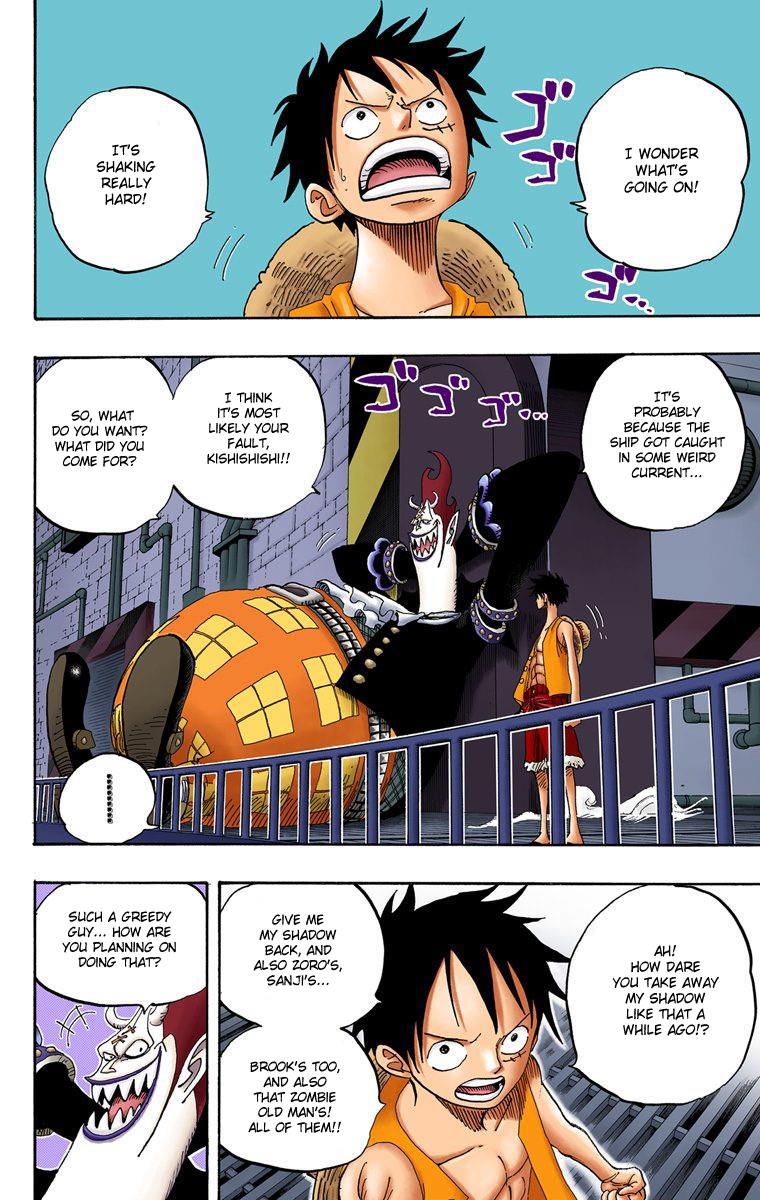 I WONDER
WHAT'S
GOING ON!
ゴ
ゴ
ゴ...
IT'S
SHAKING
REALLY
HARD!
IT'S
PROBABLY
BECAUSE THE
SHIP GOT CAUGHT
IN SOME WEIRD
CURRENT...
ゴ
ゴ
ゴ...
I THINK
IT'S MOST
LIKELY YOUR
FAULT,
KISHISHISHI!!
SO, WHAT
DO YOU WANT?
WHAT DID YOU
COME FOR?
.........
AH!
HOW DARE
YOU TAKE AWAY
MY SHADOW
LIKE THAT A
WHILE AGO!?
GIVE ME
MY SHADOW
BACK, AND
ALSO ZORO'S,
SANJI'S...
BROOK'S TOO,
AND ALSO
THAT ZOMBIE
OLD MAN'S!
ALL OF THEM!!
SUCH A GREEDY
GUY... HOW ARE
YOU PLANNING ON
DOING THAT?